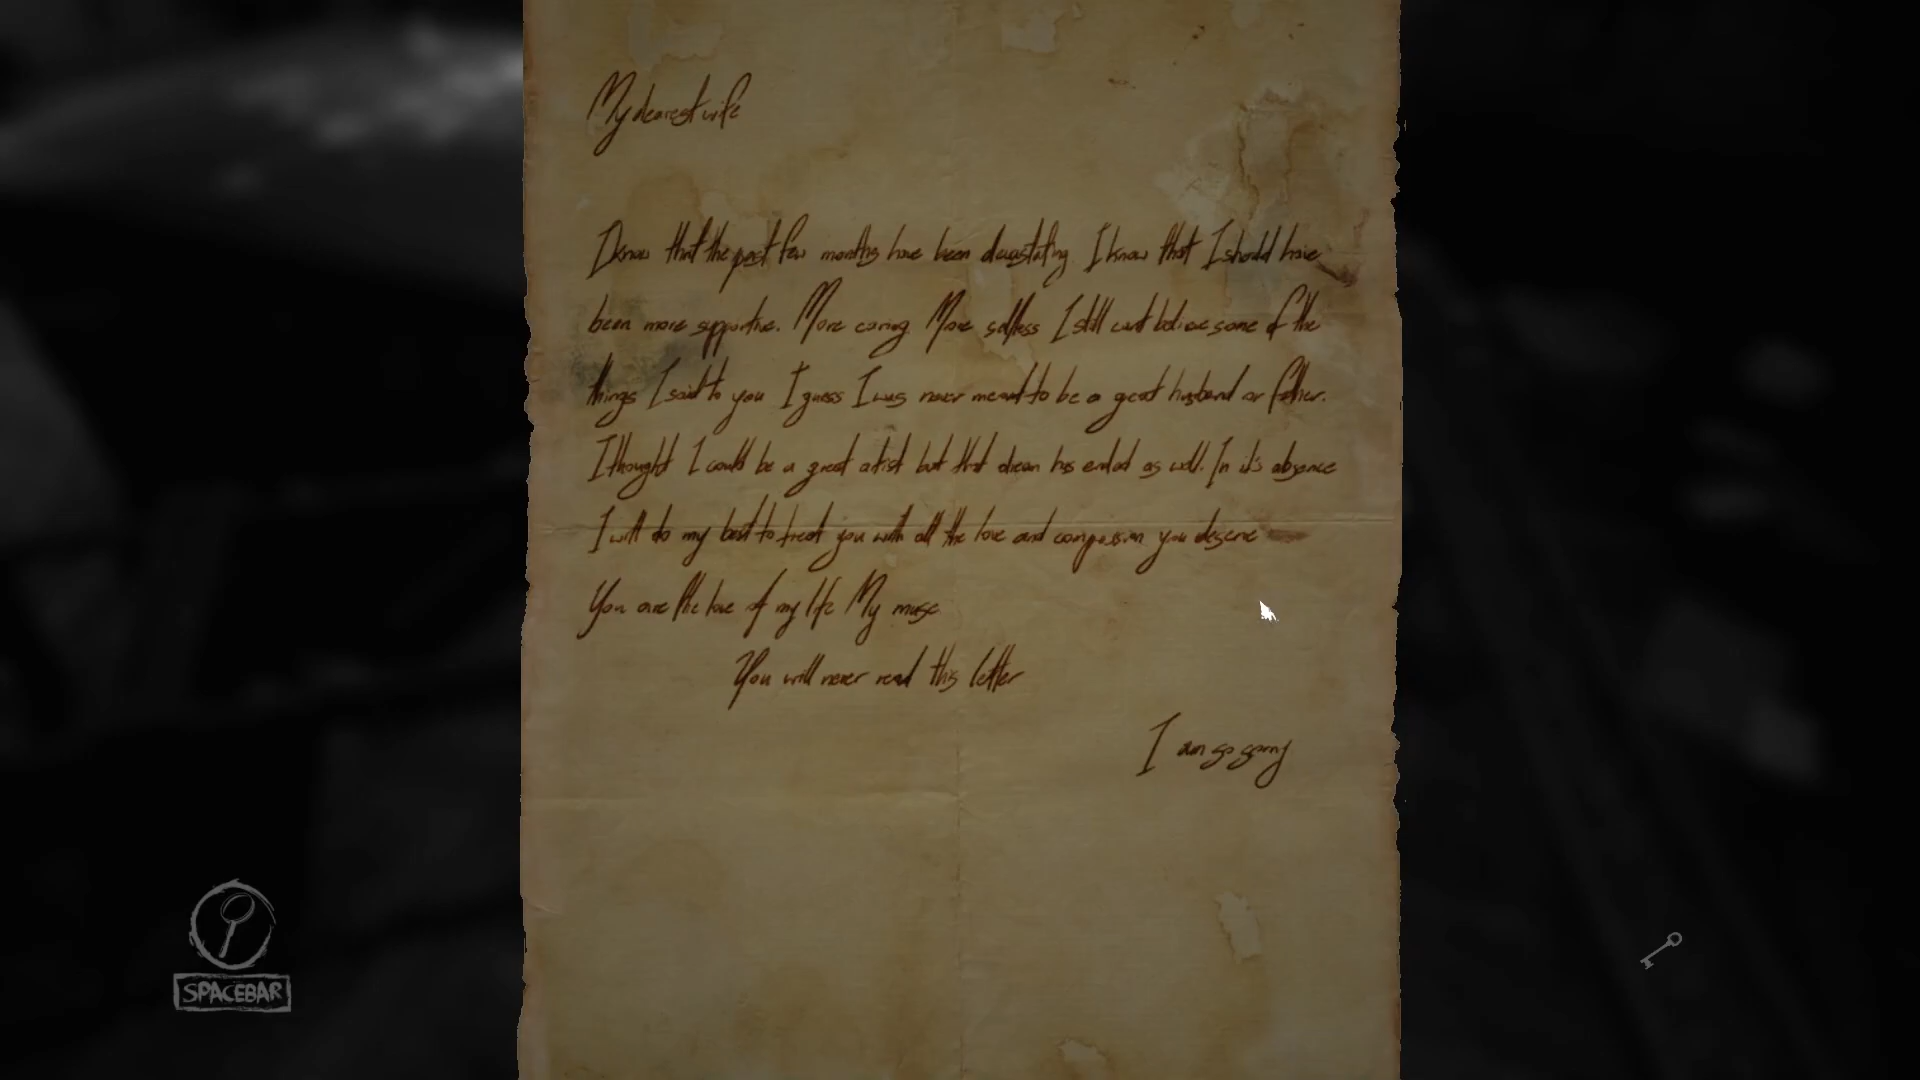 My dearest wife
I know that the past few months have been devastating. I know that I should have
been more supportive. More caring. More selfless I still can't believe some of the
things I said to you I guess I was never meant to be a great husband or father.
I thought I could be a great artist but that dream has ended as well. In it's absence
I will do my best to treat you with all the love and compassion you deserve
You are the love of my life My muse
You will never read this letter
I am so sorry
SPACEBAR